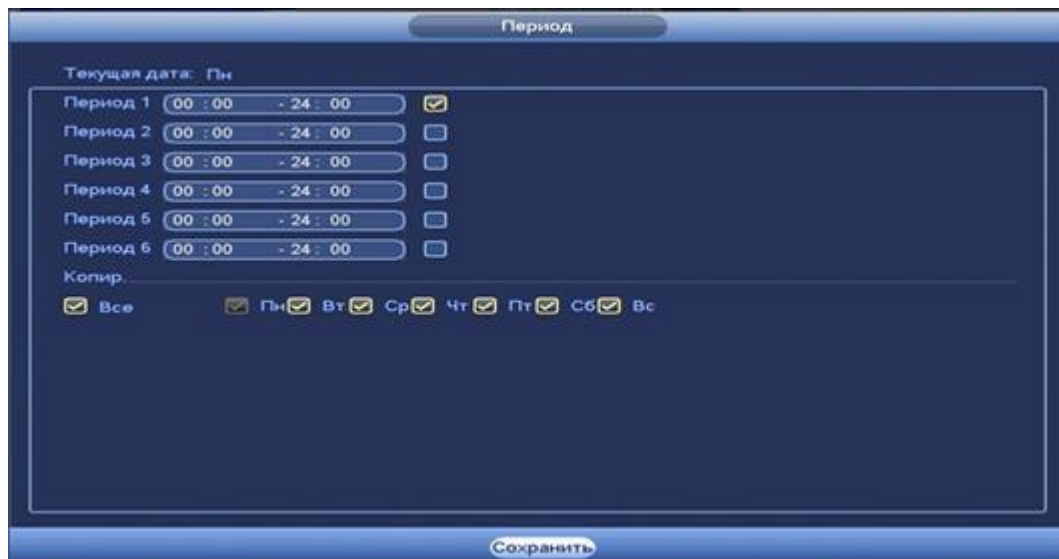 Период
Текущая дата: Пн
Период 1 00 : 00 - 24 : 00
Период 2 00 : 00 - 24 : 00
Период 3 00 : 00 - 24 : 00
Период 4 00 : 00 - 24 : 00
Период 5 00 : 00 - 24 : 00
Период 6 00 : 00 - 24 : 00
Копир.
Все Пн Вт Ср Чт Пт Сб Вс
Сохранить